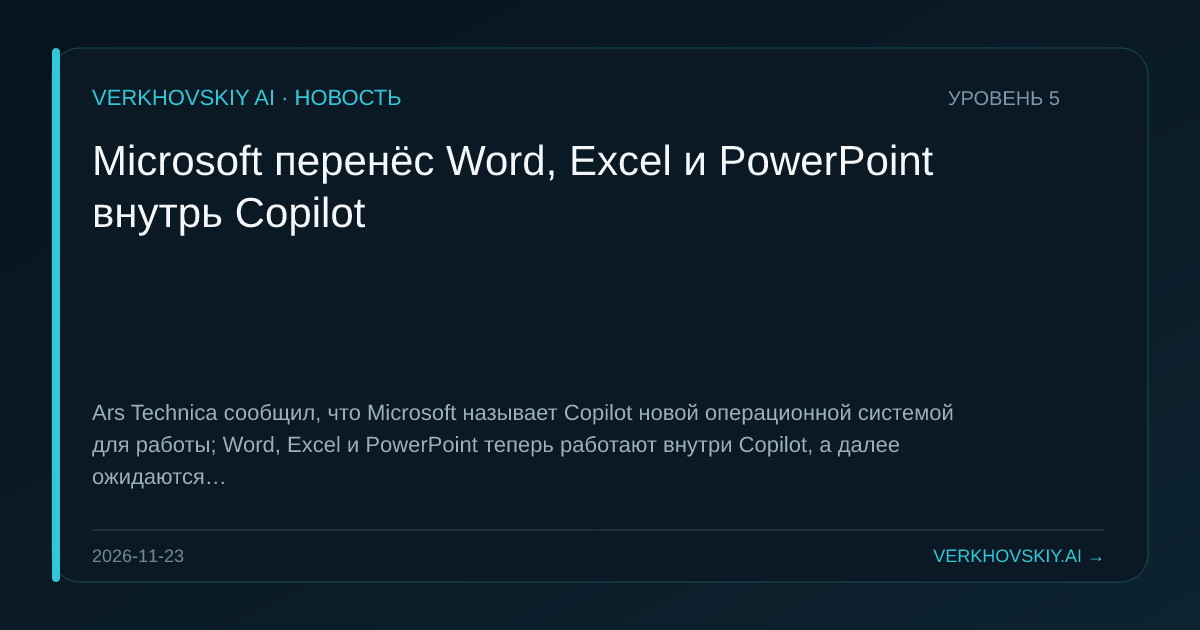 VERKHOVSKIY AI · НОВОСТЬ
УРОВЕНЬ 5
Microsoft перенёс Word, Excel и PowerPoint
внутрь Copilot
Ars Technica сообщил, что Microsoft называет Copilot новой операционной системой
для работы; Word, Excel и PowerPoint теперь работают внутри Copilot, а далее
ожидаются…
2026-11-23
VERKHOVSKIY.AI →